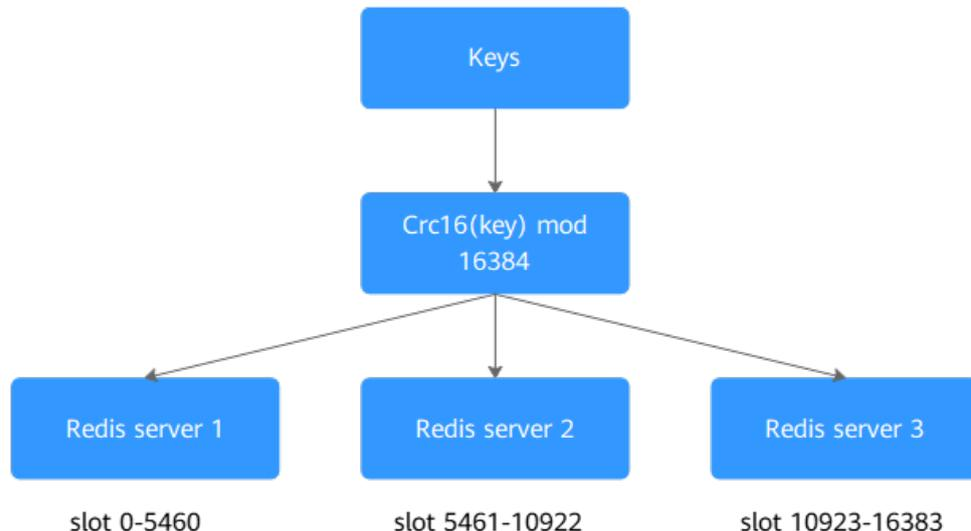 Keys
Crc16(key) mod
16384
Redis server 1
Redis server 2
Redis server 3
slot 0-5460
slot 5461-10922
slot 10923-16383